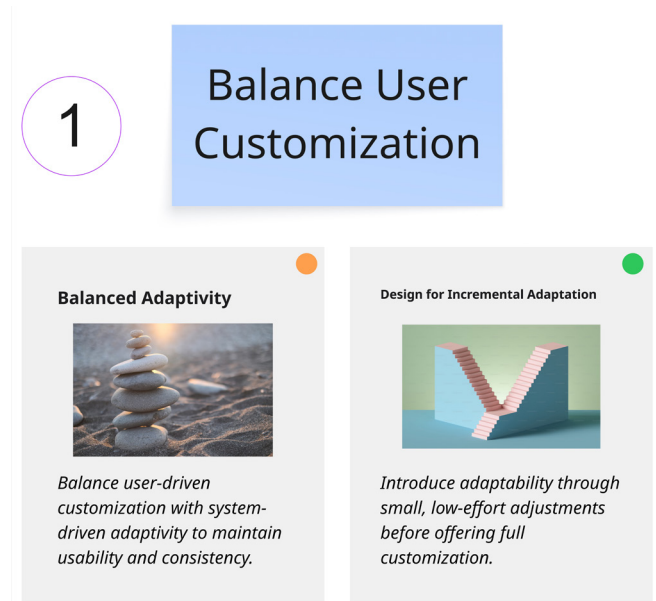 1
Balance User
Customization
Balanced Adaptivity
Balance user-driven
customization with system-
driven adaptivity to maintain
usability and consistency.
Design for Incremental Adaptation
Introduce adaptability through
small, low-effort adjustments
before offering full
customization.